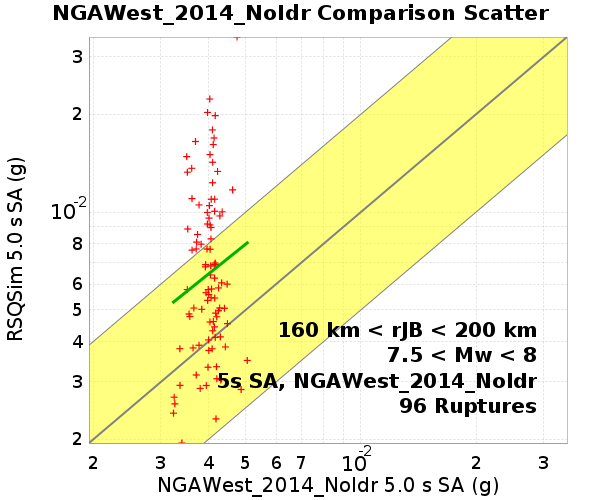 NGAWest_2014_NoIdr Comparison Scatter
RSQSim 5.0 s SA (g)
3
2
10-2
8
6
5
4
3
2
160 km < rJB < 200 km
7.5 < Mw < 8
5s SA, NGAWest_2014_NoIdr
96 Ruptures
2 3 4 5 6 7 10-2 2 3
NGAWest_2014_NoIdr 5.0 s SA (g)